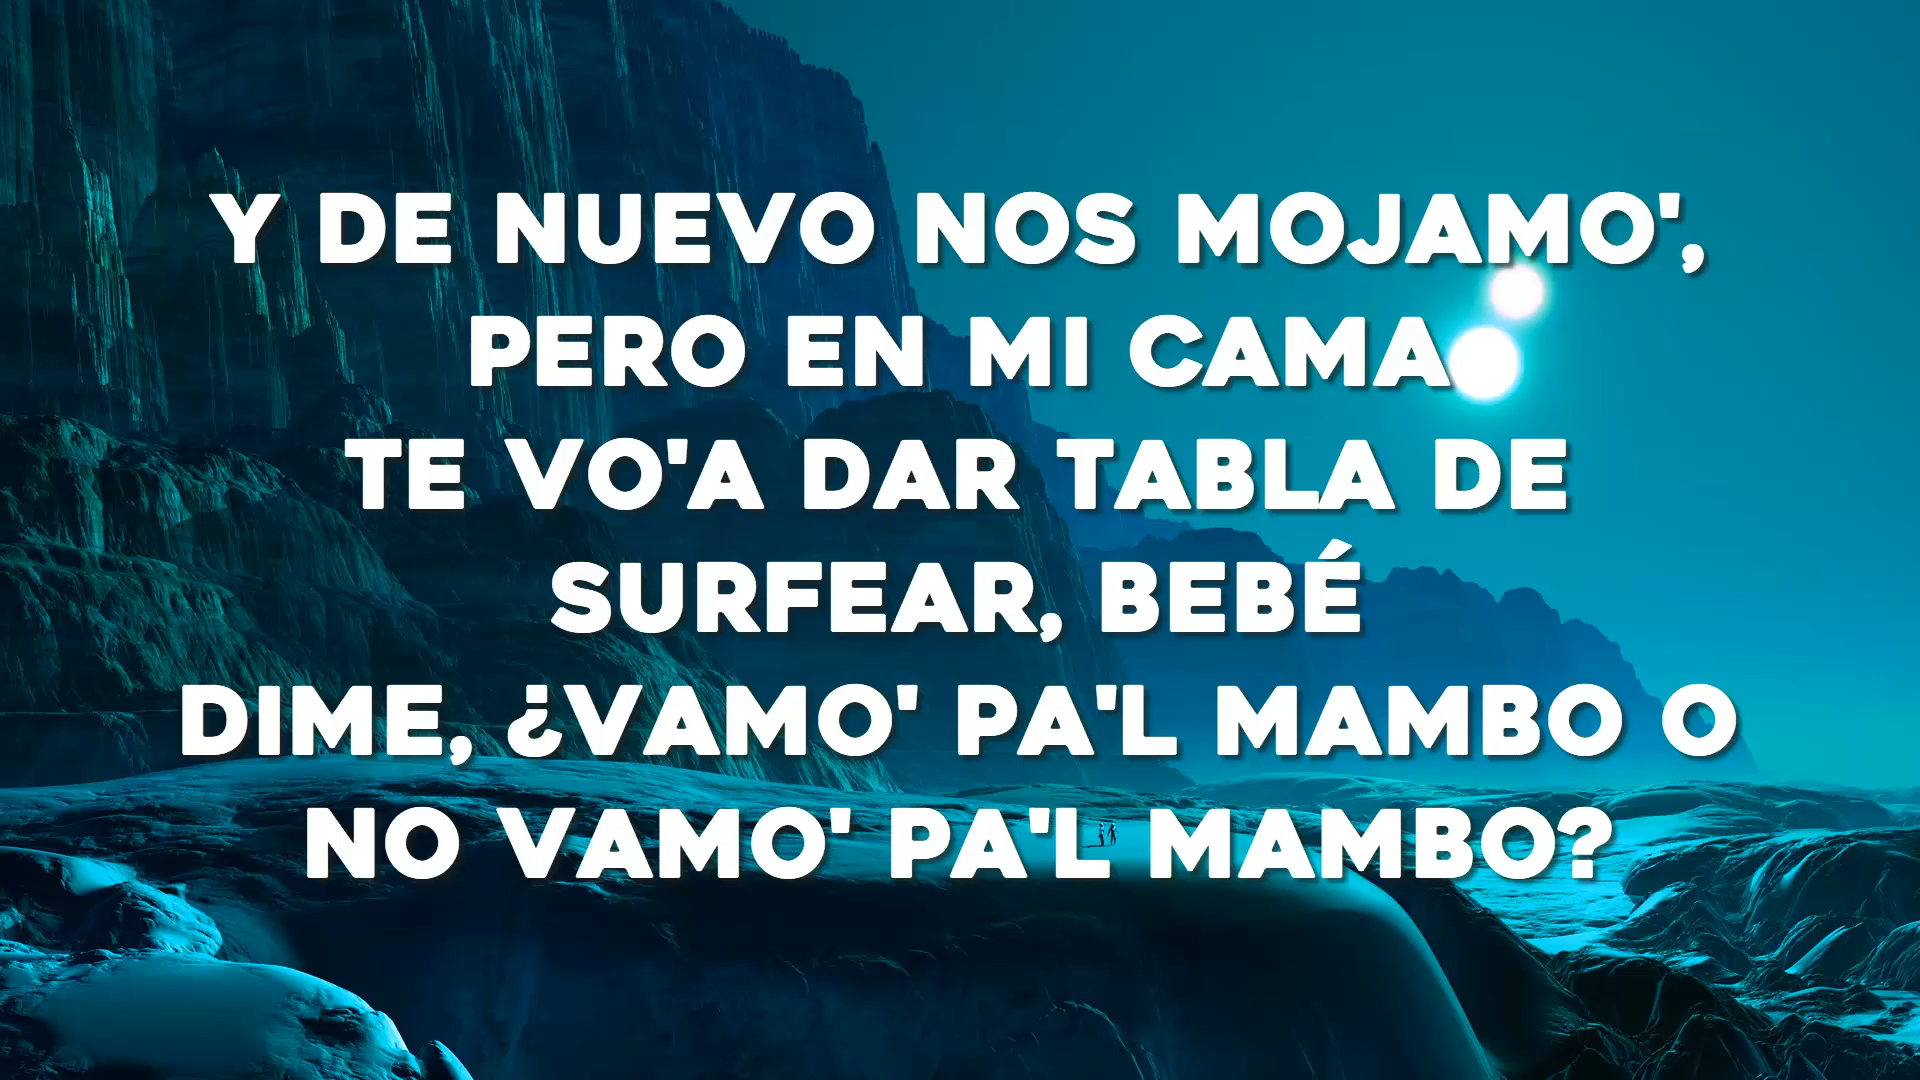 Y DE NUEVO NOS MOJAMO',
PERO EN MI CAMA
TE VO'A DAR TABLA DE
SURFEAR, BEBÉ
DIME, ¿VAMO' PA'L MAMBO O
NO VAMO' PA'L MAMBO?